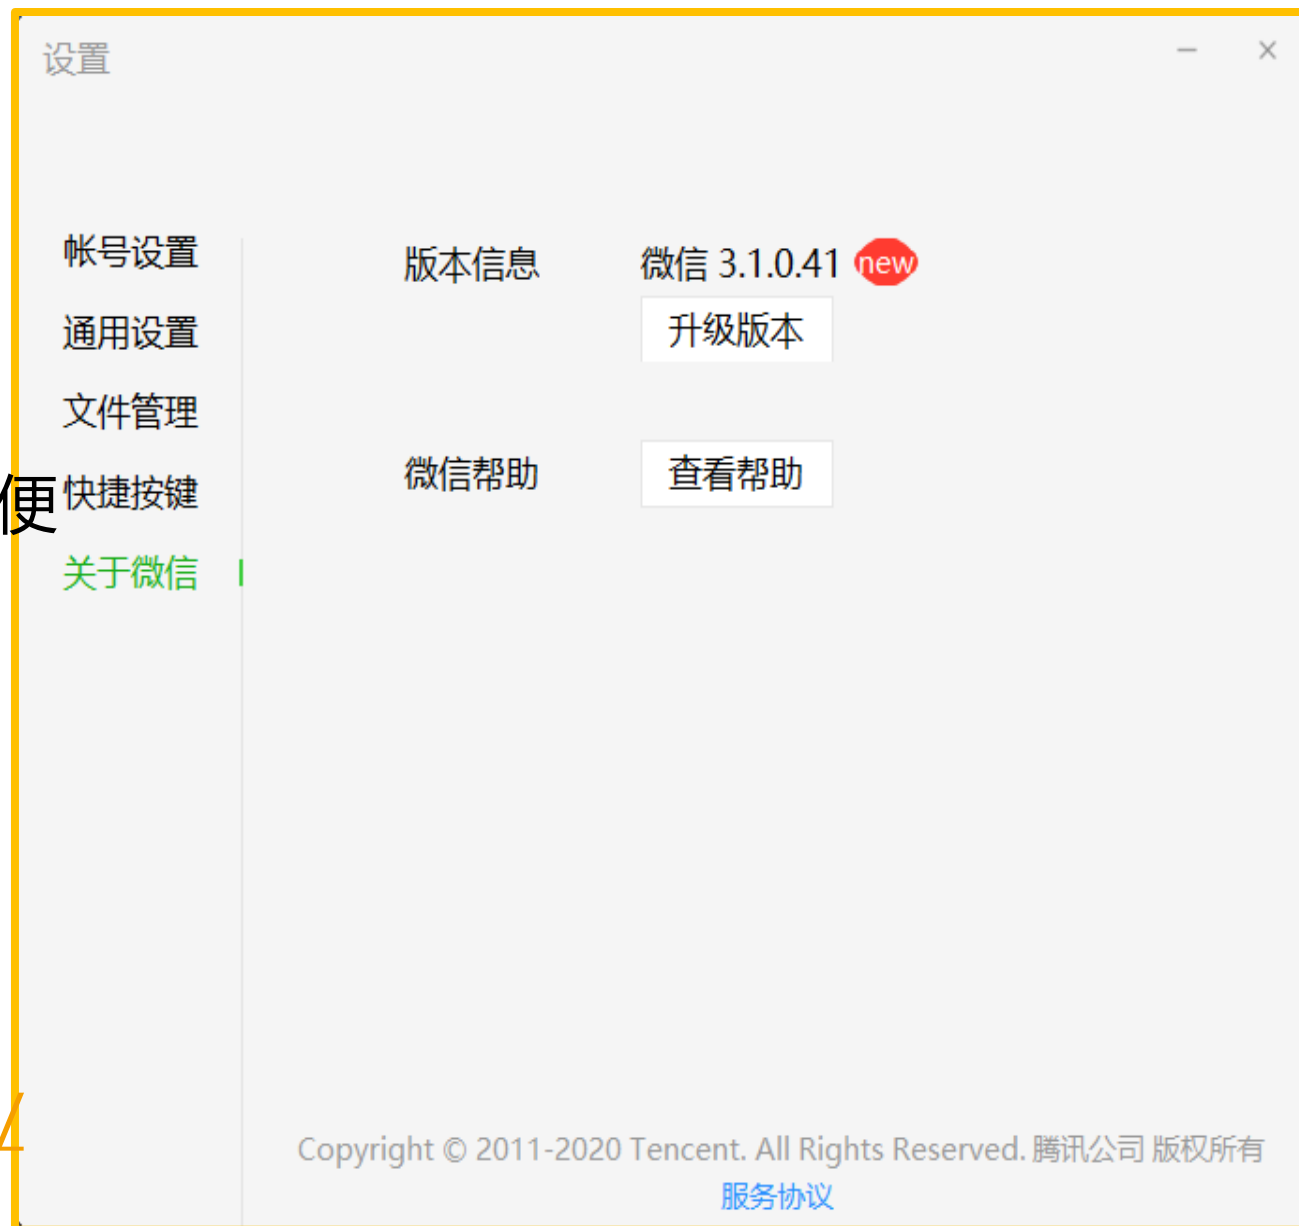 设置
帐号设置
版本信息
微信 3.1.0.41 new
通用设置
升级版本
文件管理
微信帮助
查看帮助
便
快捷按键
关于微信
4
Copyright © 2011-2020 Tencent. All Rights Reserved. 腾讯公司 版权所有
服务协议